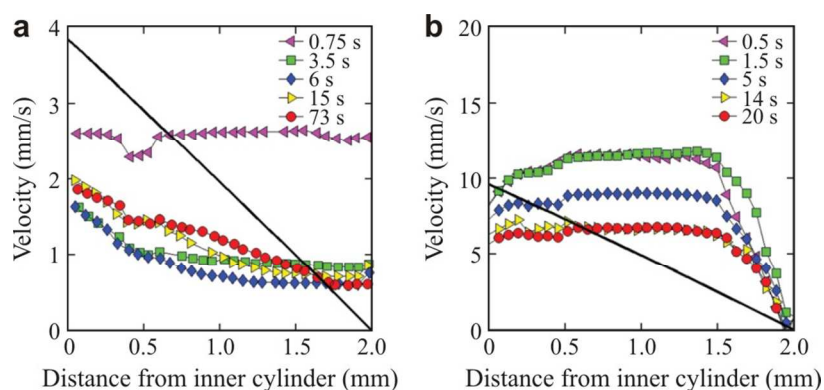 a
4
3
2
1
0
Velocity (mm/s)
0.75 s
3.5 s
6 s
15 s
73 s
0 0.5 1.0 1.5 2.0
Distance from inner cylinder (mm)
b
20
15
10
5
0
Velocity (mm/s)
0.5 s
1.5 s
5 s
14 s
20 s
0 0.5 1.0 1.5 2.0
Distance from inner cylinder (mm)